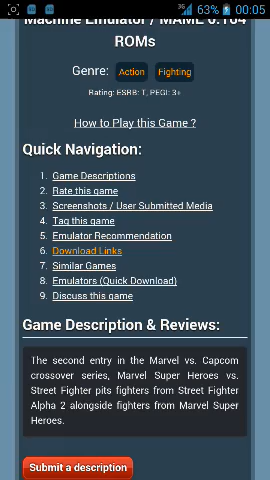 3G 63% 00:05
Machine Emulator / MAME 0.164
ROMs
Genre: Action Fighting
Rating: ESRB: T, PEGI: 3+
How to Play this Game ?
Quick Navigation:
1. Game Descriptions
2. Rate this game
3. Screenshots / User Submitted Media
4. Tag this game
5. Emulator Recommendation
6. Download Links
7. Similar Games
8. Emulators (Quick Download)
9. Discuss this game
Game Description & Reviews:
The second entry in the Marvel vs. Capcom
crossover series, Marvel Super Heroes vs.
Street Fighter pits fighters from Street Fighter
Alpha 2 alongside fighters from Marvel Super
Heroes.
Submit a description